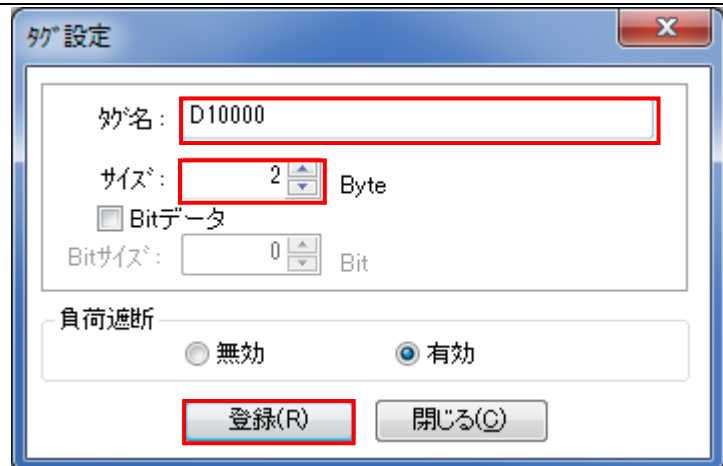 ﾀｸﾞ設定
ﾀｸﾞ名： D10000
ｻｲｽﾞ： 2 Byte
Bitデータ
Bitｻｲｽﾞ： 0 Bit
負荷遮断
無効 有効
登録(R) 閉じる(C)